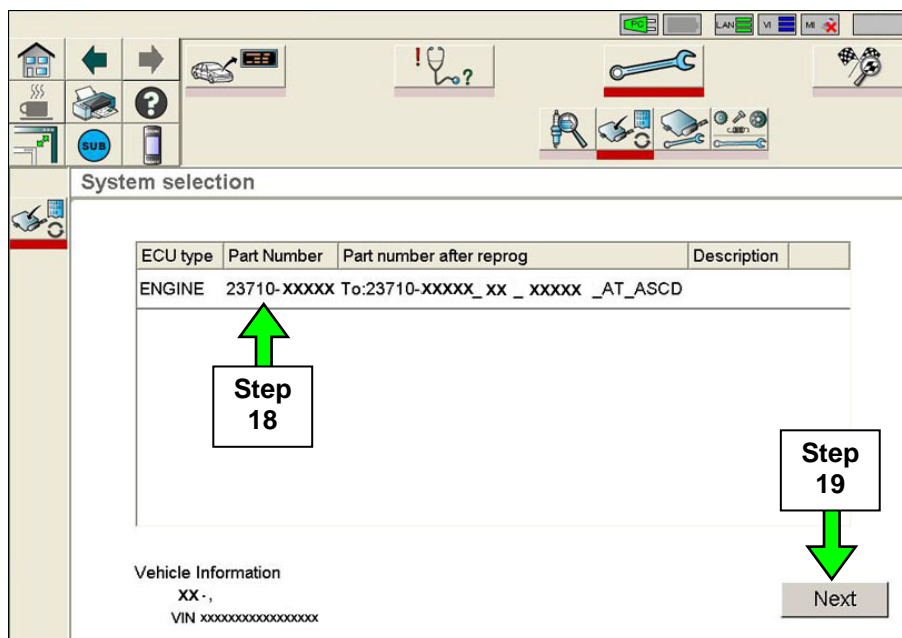 PC LAN VI MI
! ?
?
SUB
System selection
ECU type Part Number Part number after reprog Description
ENGINE 23710-XXXXX To:23710-XXXXX_ XX _ XXXXX _AT_ASCD
Step
18
Step
19
Vehicle Information
XX-,
Next
VIN xxxxxxxxxxxxxxxxx